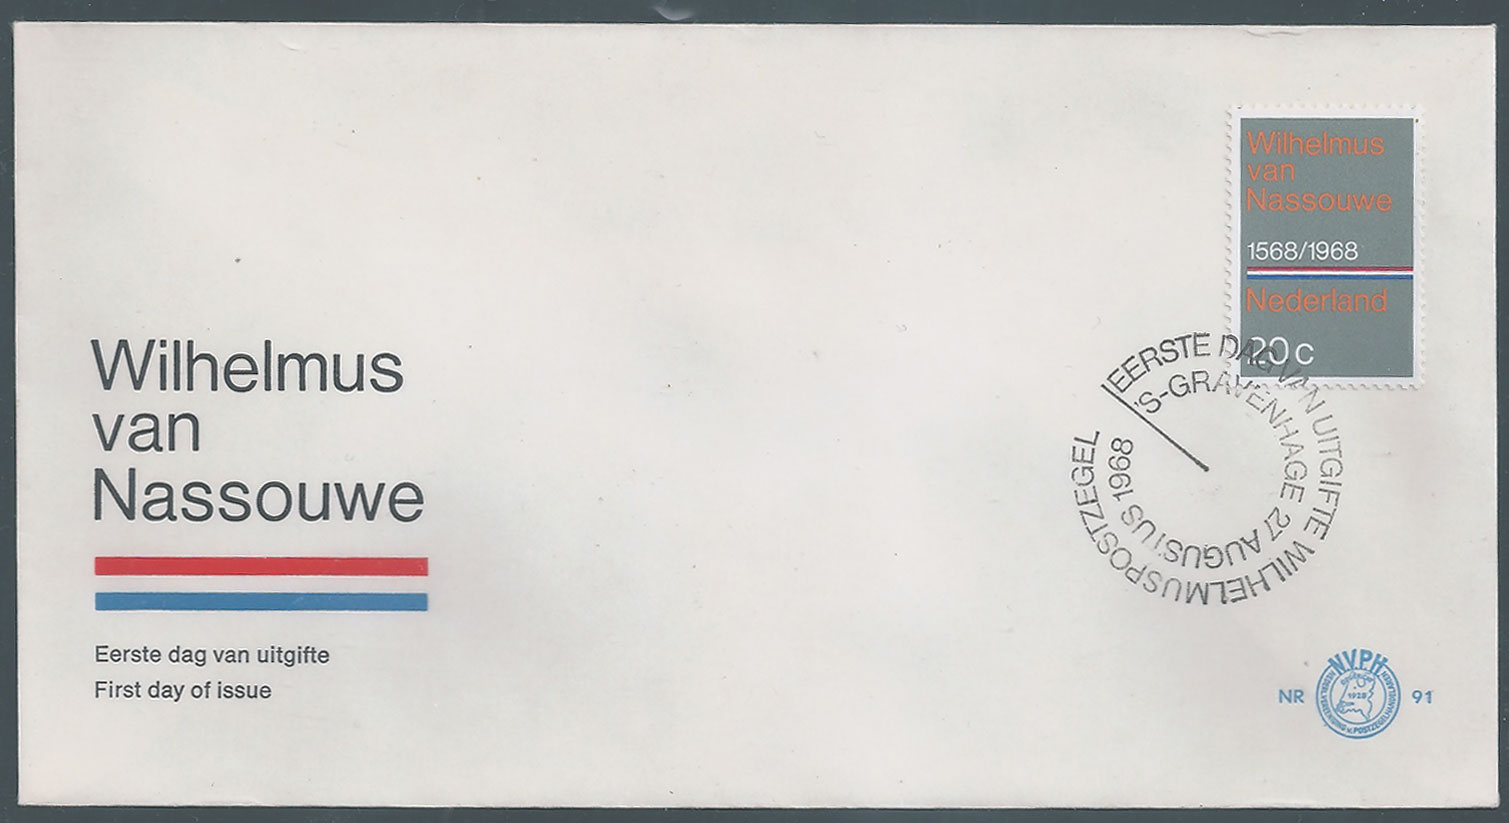 Wilhelmus
van
Nassouwe
1568/1968
Nederland
20 c
EERSTE DAG VAN UITGIFTE WILHELMUSPOSTZEGEL
'S-GRAVENHAGE 27 AUGUSTUS 1968
Wilhelmus
van
Nassouwe
Eerste dag van uitgifte
First day of issue
NR
N.V.P.H.
1928
91